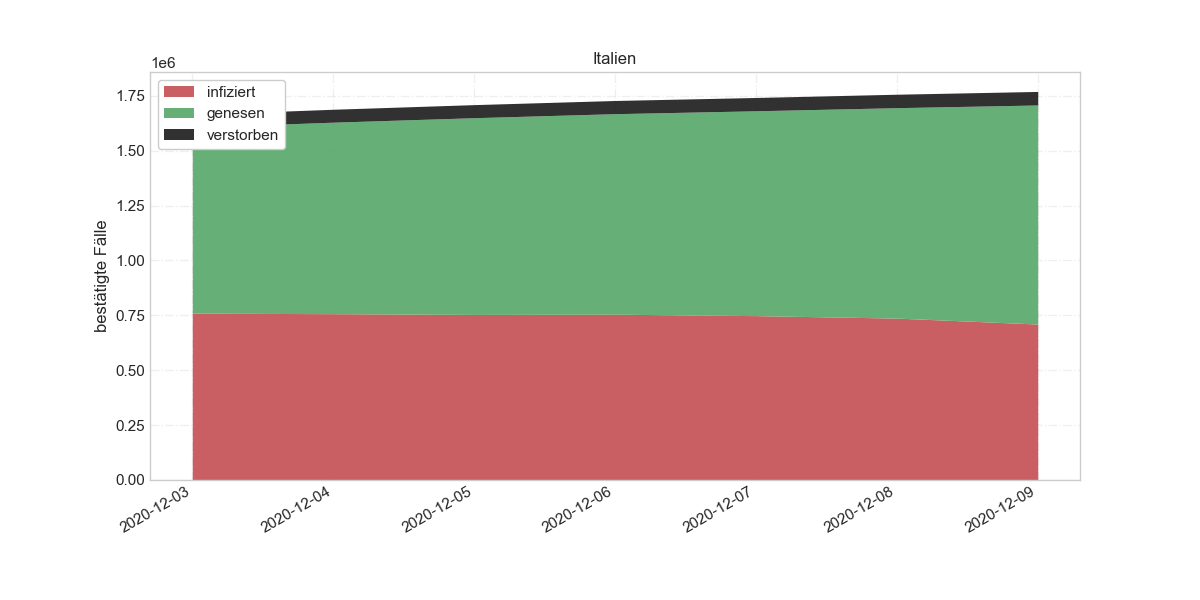 Italien
1e6
infiziert
genesen
verstorben
bestätigte Fälle
1.75
1.50
1.25
1.00
0.75
0.50
0.25
0.00
2020-12-03
2020-12-04
2020-12-05
2020-12-06
2020-12-07
2020-12-08
2020-12-09